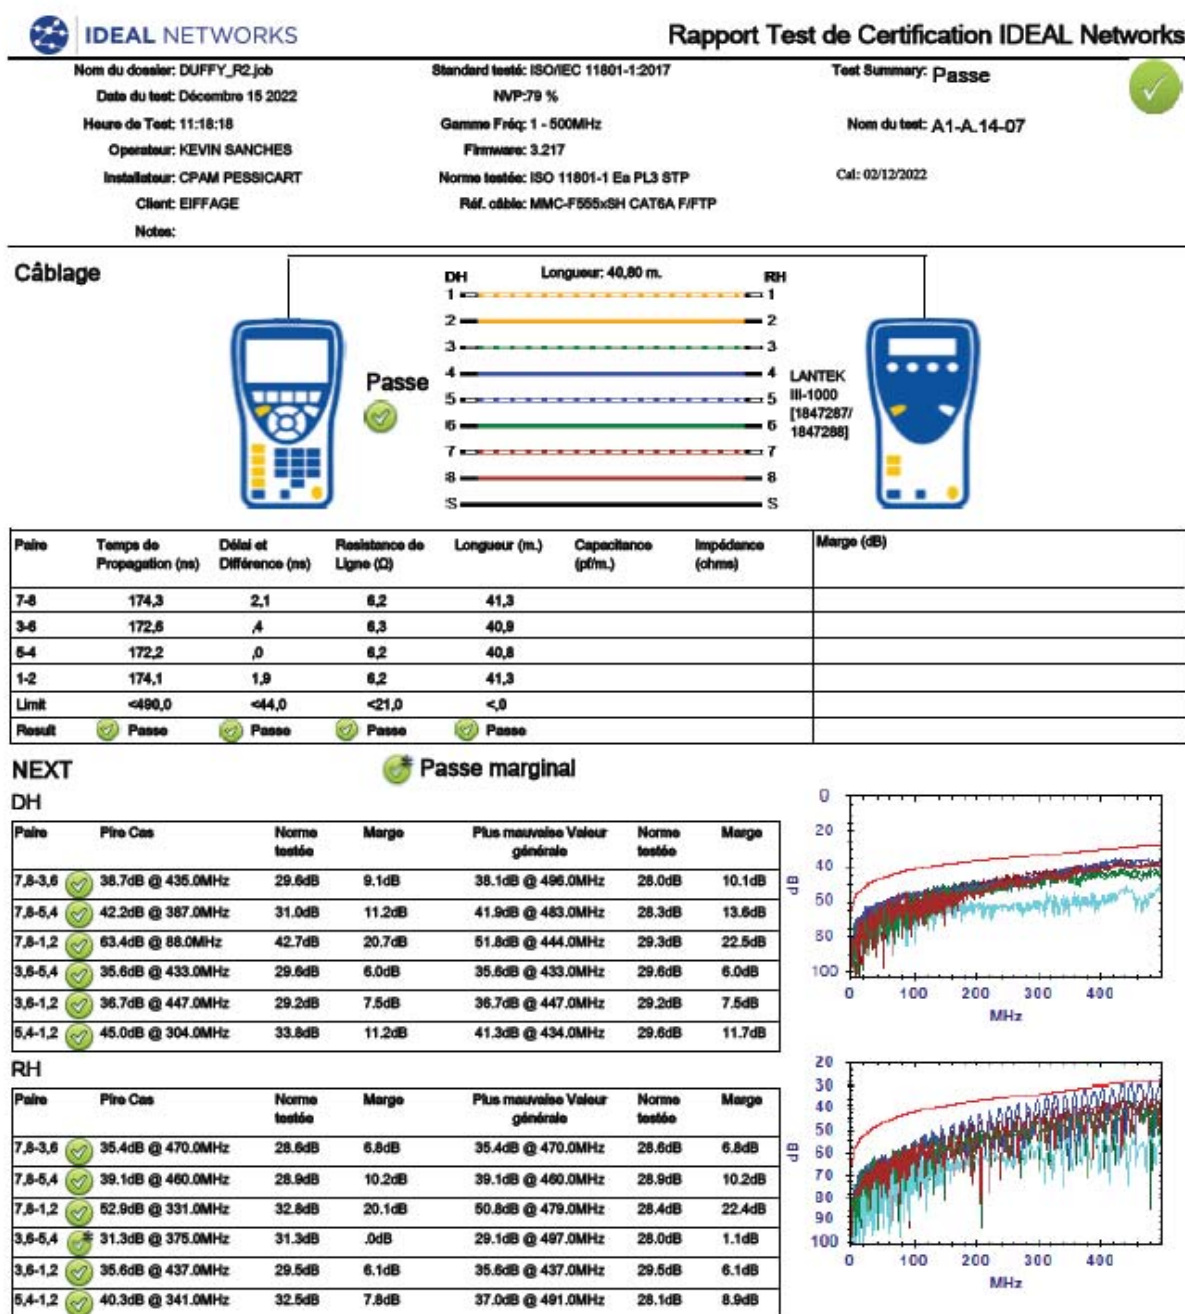 IDEAL NETWORKS
Rapport Test de Certification IDEAL Networks
Nom du dossier: DUFFY_R2.job
Standard testé: ISO/IEC 11801-1:2017
Test Summary: Passe
Date du test: Décembre 15 2022
NVP:79 %
Heure de Test: 11:18:18
Gamme Fréq: 1 - 500MHz
Nom du test: A1-A.14-07
Operateur: KEVIN SANCHES
Firmware: 3.217
Installateur: CPAM PESSICART
Norme testée: ISO 11801-1 Ea PL3 STP
Cal: 02/12/2022
Client: EIFFAGE
Réf. câble: MMC-F555xSH CAT6A F/FTP
Notes:
Câblage
DH Longueur: 40,80 m. RH
1 1
2 2
3 3
4 4
5 5
6 6
7 7
8 8
S S
Passe
LANTEK
III-1000
[1847287/
1847288]
Paire Temps de Propagation (ns) Délai et Différence (ns) Resistance de Ligne (Ω) Longueur (m.) Capacitance (pf/m.) Impédance (ohms) Marge (dB)
7-8 174,3 2,1 6,2 41,3
3-6 172,6 ,4 6,3 40,9
5-4 172,2 ,0 6,2 40,8
1-2 174,1 1,9 6,2 41,3
Limit <490,0 <44,0 <21,0 <,0
Result Passe Passe Passe Passe
NEXT Passe marginal
DH
Paire Pire Cas Norme testée Marge Plus mauvaise Valeur générale Norme testée Marge
7,8-3,6 38.7dB @ 435.0MHz 29.6dB 9.1dB 38.1dB @ 496.0MHz 28.0dB 10.1dB
7,8-5,4 42.2dB @ 387.0MHz 31.0dB 11.2dB 41.9dB @ 483.0MHz 28.3dB 13.6dB
7,8-1,2 63.4dB @ 88.0MHz 42.7dB 20.7dB 51.8dB @ 444.0MHz 29.3dB 22.5dB
3,6-5,4 35.6dB @ 433.0MHz 29.6dB 6.0dB 35.6dB @ 433.0MHz 29.6dB 6.0dB
3,6-1,2 36.7dB @ 447.0MHz 29.2dB 7.5dB 36.7dB @ 447.0MHz 29.2dB 7.5dB
5,4-1,2 45.0dB @ 304.0MHz 33.8dB 11.2dB 41.3dB @ 434.0MHz 29.6dB 11.7dB
0
20
40
60
80
100
dB
0 100 200 300 400
MHz
RH
Paire Pire Cas Norme testée Marge Plus mauvaise Valeur générale Norme testée Marge
7,8-3,6 35.4dB @ 470.0MHz 28.6dB 6.8dB 35.4dB @ 470.0MHz 28.6dB 6.8dB
7,8-5,4 39.1dB @ 460.0MHz 28.9dB 10.2dB 39.1dB @ 460.0MHz 28.9dB 10.2dB
7,8-1,2 52.9dB @ 331.0MHz 32.8dB 20.1dB 50.8dB @ 479.0MHz 28.4dB 22.4dB
3,6-5,4 31.3dB @ 375.0MHz 31.3dB .0dB 29.1dB @ 497.0MHz 28.0dB 1.1dB
3,6-1,2 35.6dB @ 437.0MHz 29.5dB 6.1dB 35.6dB @ 437.0MHz 29.5dB 6.1dB
5,4-1,2 40.3dB @ 341.0MHz 32.5dB 7.8dB 37.0dB @ 491.0MHz 28.1dB 8.9dB
20
30
40
50
60
70
80
90
100
dB
0 100 200 300 400
MHz